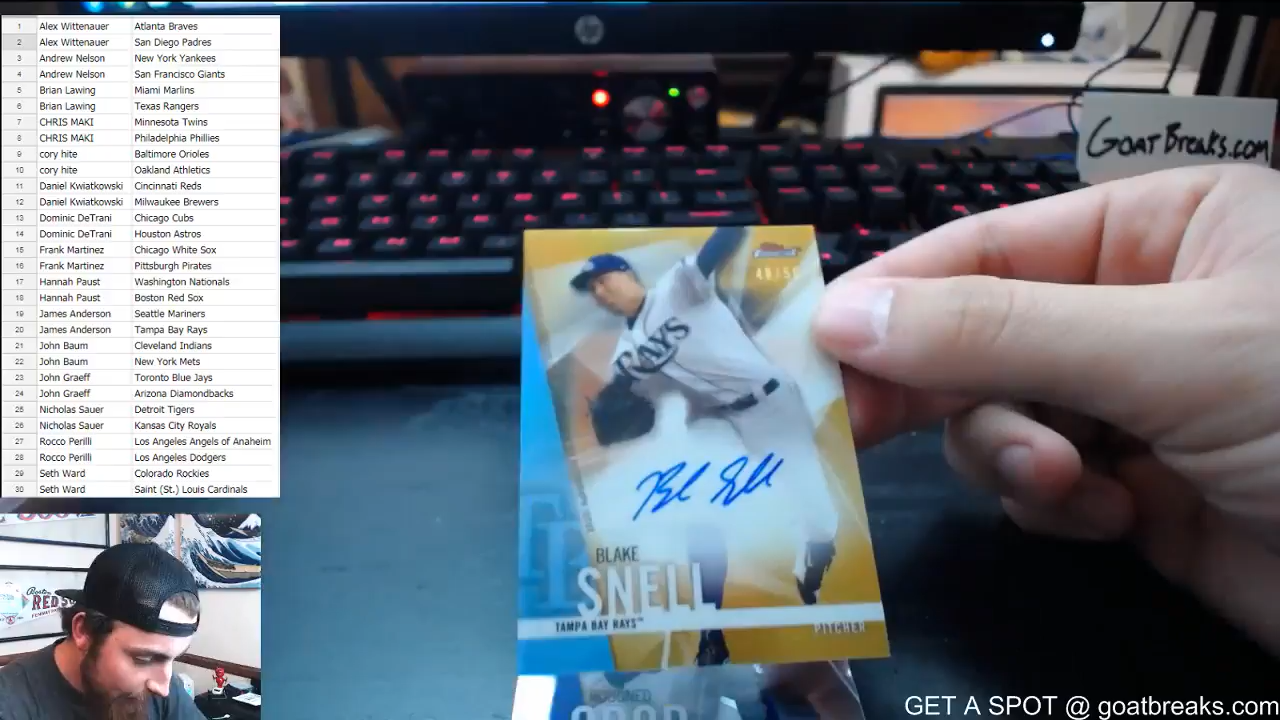 1 Alex Wittenauer Atlanta Braves
2 Alex Wittenauer San Diego Padres
3 Andrew Nelson New York Yankees
4 Andrew Nelson San Francisco Giants
5 Brian Lawing Miami Marlins
6 Brian Lawing Texas Rangers
7 CHRIS MAKI Minnesota Twins
8 CHRIS MAKI Philadelphia Phillies
9 cory hite Baltimore Orioles
10 cory hite Oakland Athletics
11 Daniel Kwiatkowski Cincinnati Reds
12 Daniel Kwiatkowski Milwaukee Brewers
13 Dominic DeTrani Chicago Cubs
14 Dominic DeTrani Houston Astros
15 Frank Martinez Chicago White Sox
16 Frank Martinez Pittsburgh Pirates
17 Hannah Paust Washington Nationals
18 Hannah Paust Boston Red Sox
19 James Anderson Seattle Mariners
20 James Anderson Tampa Bay Rays
21 John Baum Cleveland Indians
22 John Baum New York Mets
23 John Graeff Toronto Blue Jays
24 John Graeff Arizona Diamondbacks
25 Nicholas Sauer Detroit Tigers
26 Nicholas Sauer Kansas City Royals
27 Rocco Perilli Los Angeles Angels of Anaheim
28 Rocco Perilli Los Angeles Dodgers
29 Seth Ward Colorado Rockies
30 Seth Ward Saint (St.) Louis Cardinals
hp
GOATBREAKS.COM
RAYS
Blake Snell
BLAKE
SNELL
TAMPA BAY RAYS™
PITCHER
Boston
RED S
GET A SPOT @ goatbreaks.com